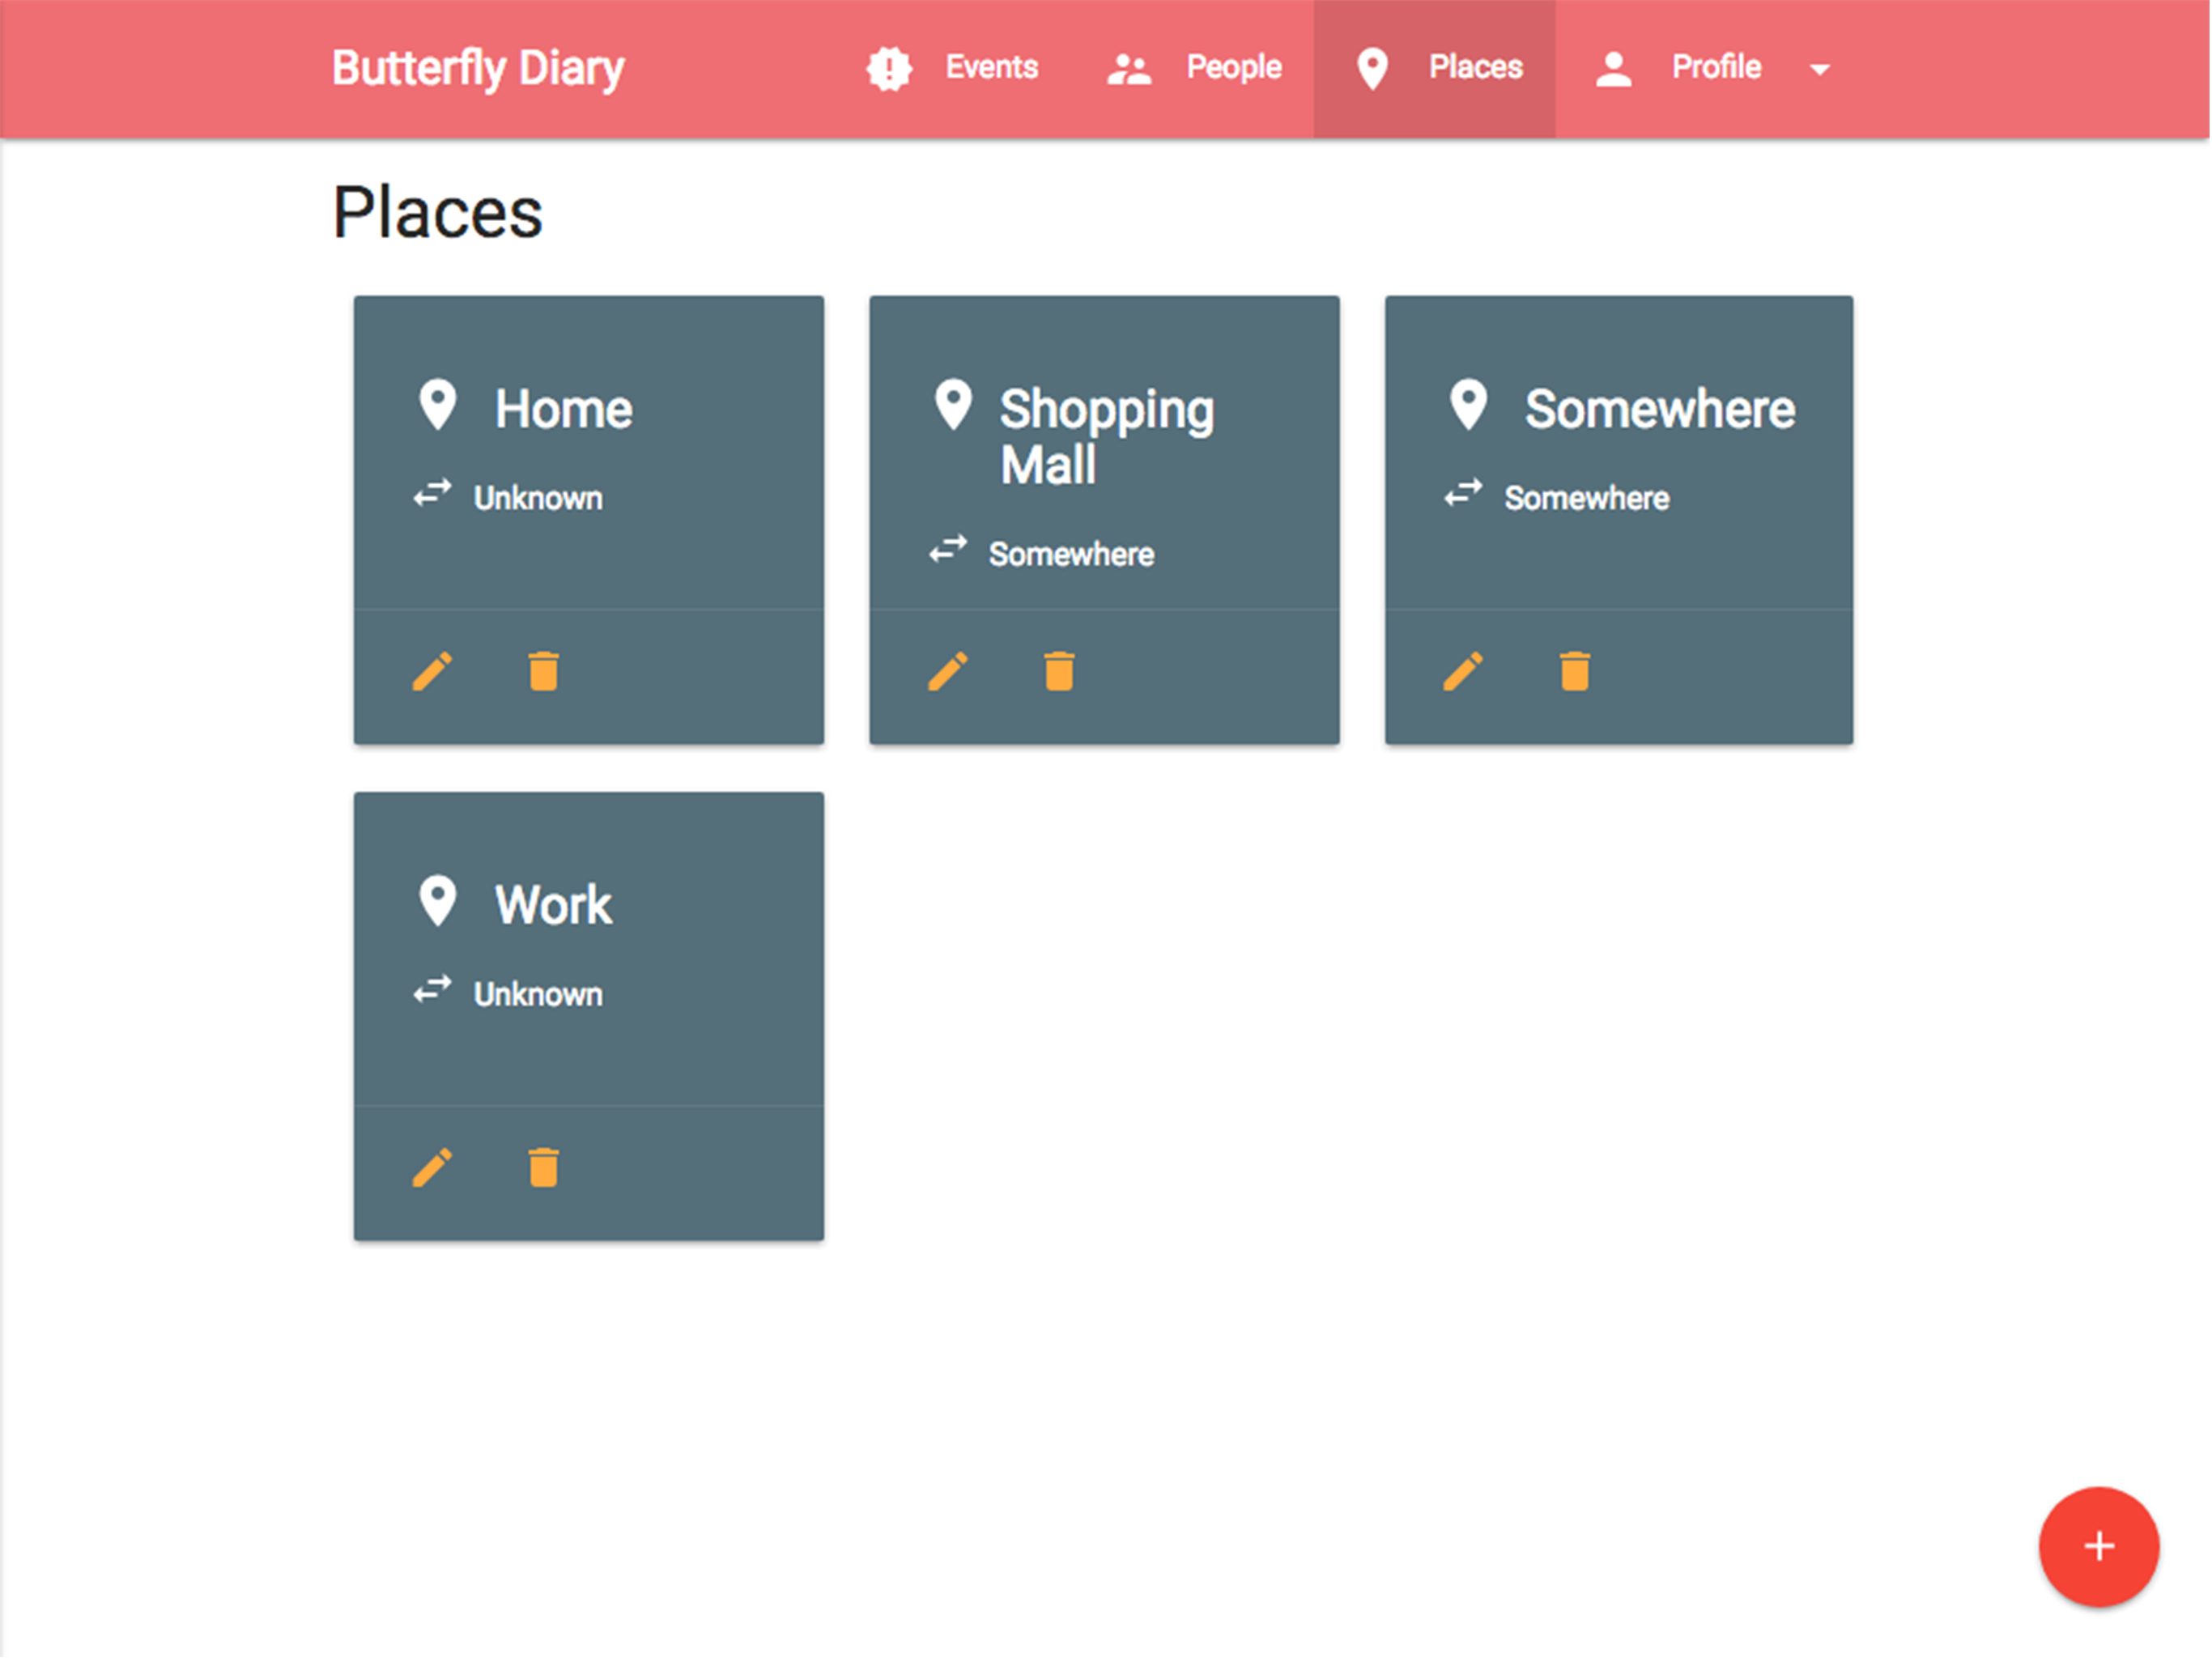 Butterfly Diary
Events
People
Places
Profile
Places
Home
Unknown
Shopping
Mall
Somewhere
Somewhere
Somewhere
Work
Unknown